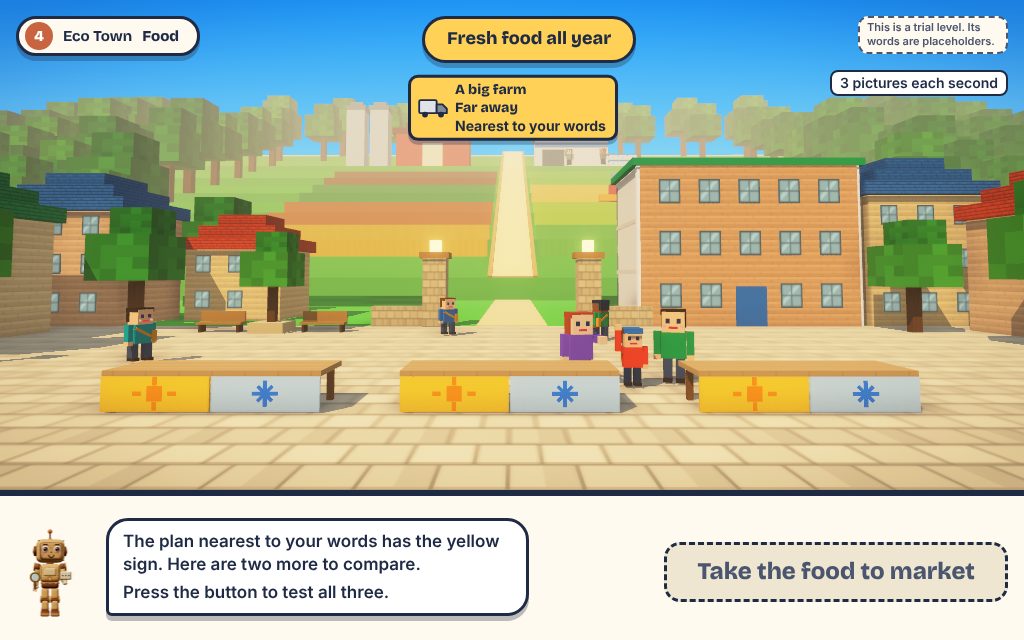 4 Eco Town Food
Fresh food all year
This is a trial level. Its
words are placeholders.
3 pictures each second
A big farm
Far away
Nearest to your words
The plan nearest to your words has the yellow
sign. Here are two more to compare.
Press the button to test all three.
Take the food to market